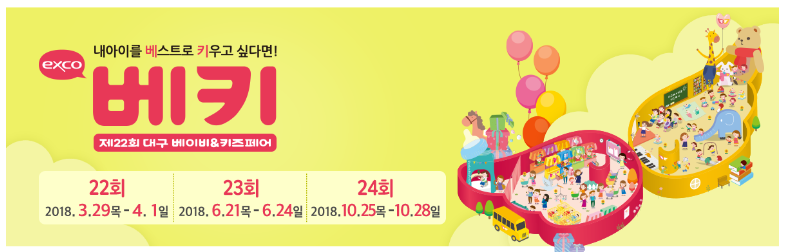 내아이를 베스트로 키우고 싶다면!
exco
베키
제22회 대구 베이비&키즈페어
22회 23회 24회
2018. 3.29목 - 4. 1일 2018. 6.21목 - 6.24일 2018.10.25목 -10.28일